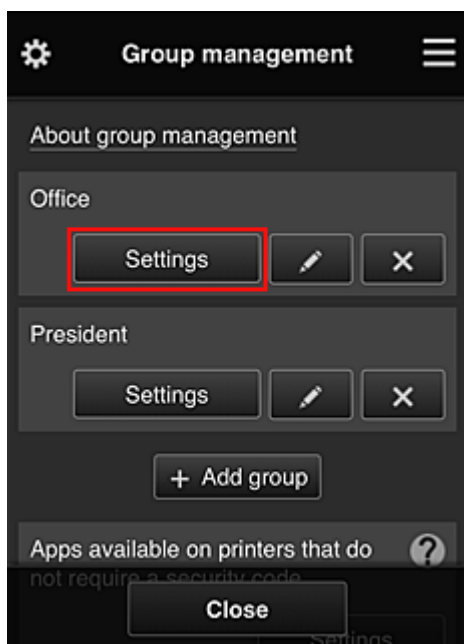 Group management
About group management
Office
Settings
President
Settings
+ Add group
Apps available on printers that do
not require a security code
Close
Settings